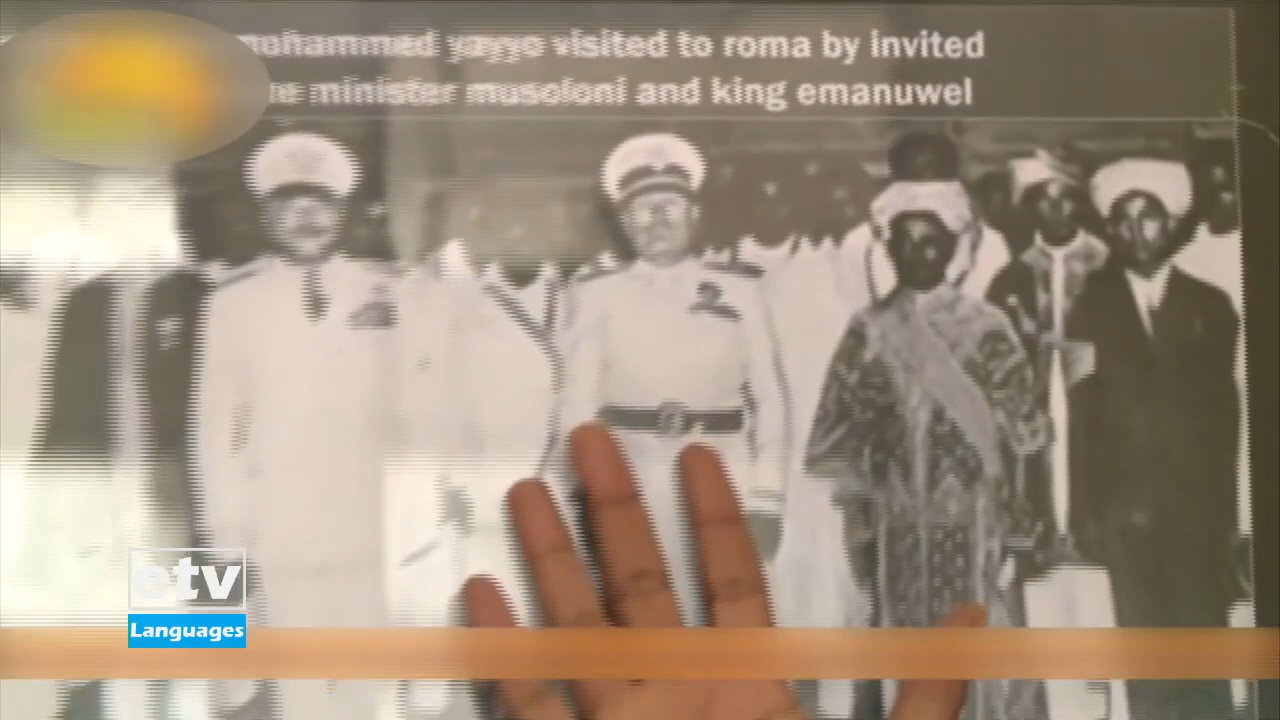 mohammed yayyo visited to roma by invited
minister musoloni and king emanuwel
etv
Languages